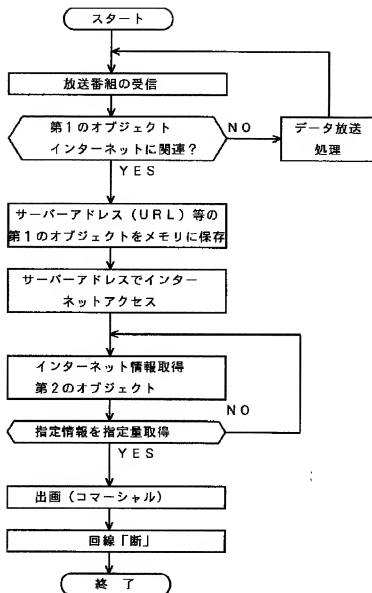 スタート
放送番組の受信
第1のオブジェクト
インターネットに関連？
NO
データ放送
処理
YES
サーバーアドレス（URL）等の
第1のオブジェクトをメモリに保存
サーバーアドレスでインター
ネットアクセス
インターネット情報取得
第2のオブジェクト
NO
指定情報を指定量取得
YES
出画（コマーシャル）
回線「断」
終 了